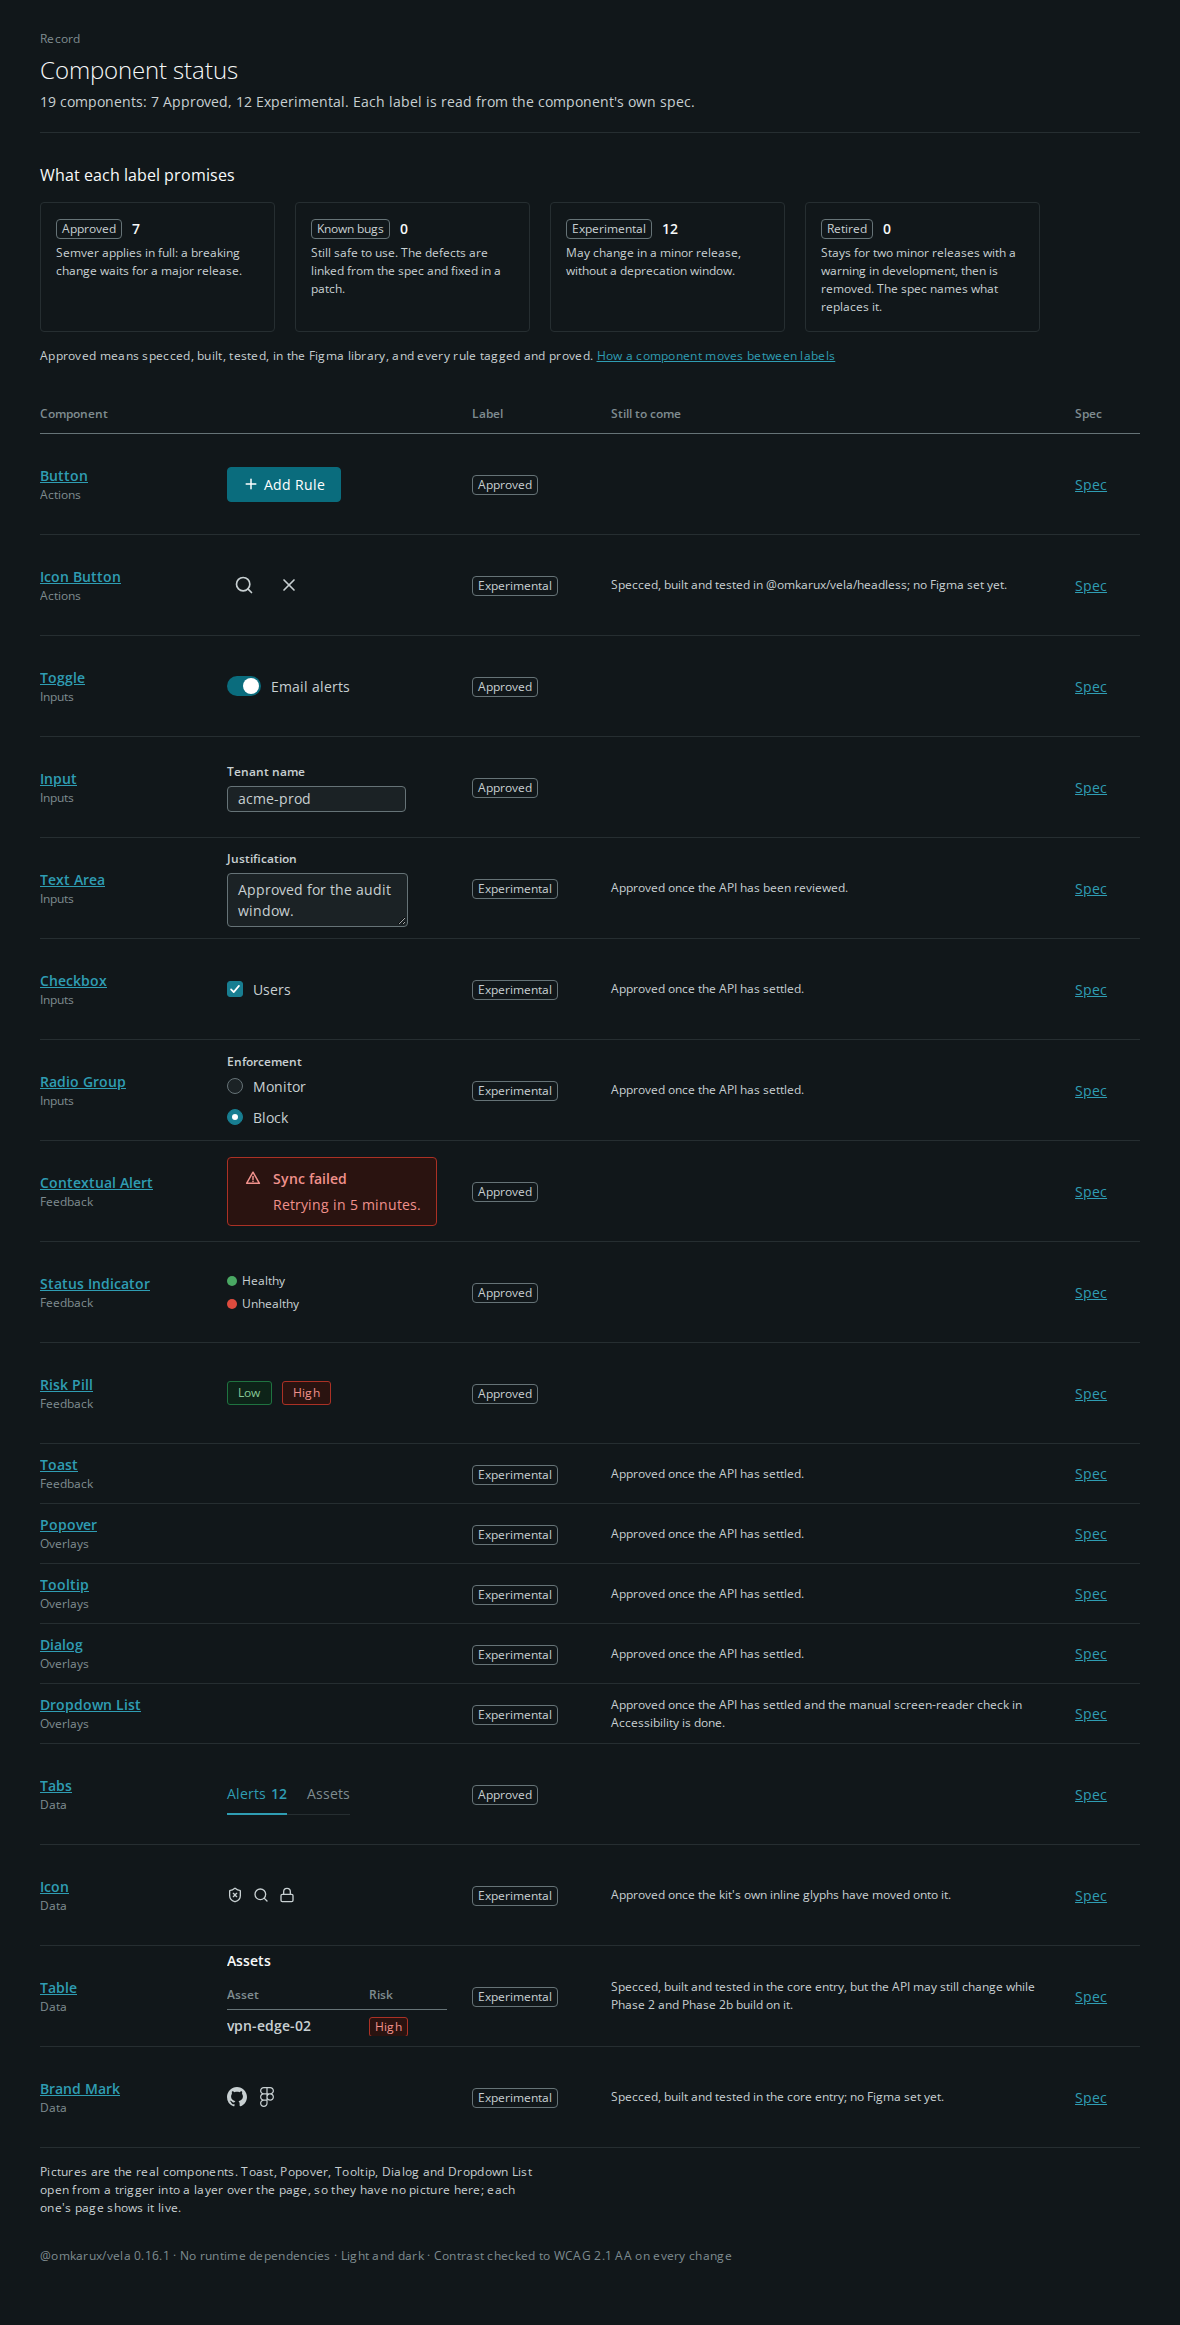 Record
Component status
19 components: 7 Approved, 12 Experimental. Each label is read from the component's own spec.
What each label promises
Approved 7
Semver applies in full: a breaking
change waits for a major release.
Known bugs 0
Still safe to use. The defects are
linked from the spec and fixed in a
patch.
Experimental 12
May change in a minor release,
without a deprecation window.
Retired 0
Stays for two minor releases with a
warning in development, then is
removed. The spec names what
replaces it.
Approved means specced, built, tested, in the Figma library, and every rule tagged and proved. How a component moves between labels
Component Label Still to come Spec
Button
Actions
Add Rule
Approved
Spec
Icon Button
Actions
Experimental
Specced, built and tested in @omkarux/vela/headless; no Figma set yet.
Spec
Toggle
Inputs
Email alerts
Approved
Spec
Input
Inputs
Tenant name
acme-prod
Approved
Spec
Text Area
Inputs
Justification
Approved for the audit
window.
Experimental
Approved once the API has been reviewed.
Spec
Checkbox
Inputs
Users
Experimental
Approved once the API has settled.
Spec
Radio Group
Inputs
Enforcement
Monitor
Block
Experimental
Approved once the API has settled.
Spec
Contextual Alert
Feedback
Sync failed
Retrying in 5 minutes.
Approved
Spec
Status Indicator
Feedback
Healthy
Unhealthy
Approved
Spec
Risk Pill
Feedback
Low High
Approved
Spec
Toast
Feedback
Experimental
Approved once the API has settled.
Spec
Popover
Overlays
Experimental
Approved once the API has settled.
Spec
Tooltip
Overlays
Experimental
Approved once the API has settled.
Spec
Dialog
Overlays
Experimental
Approved once the API has settled.
Spec
Dropdown List
Overlays
Experimental
Approved once the API has settled and the manual screen-reader check in
Accessibility is done.
Spec
Tabs
Data
Alerts 12 Assets
Approved
Spec
Icon
Data
Experimental
Approved once the kit's own inline glyphs have moved onto it.
Spec
Table
Data
Assets
Asset Risk
vpn-edge-02 High
Experimental
Specced, built and tested in the core entry, but the API may still change while
Phase 2 and Phase 2b build on it.
Spec
Brand Mark
Data
Experimental
Specced, built and tested in the core entry; no Figma set yet.
Spec
Pictures are the real components. Toast, Popover, Tooltip, Dialog and Dropdown List
open from a trigger into a layer over the page, so they have no picture here; each
one's page shows it live.
@omkarux/vela 0.16.1 · No runtime dependencies · Light and dark · Contrast checked to WCAG 2.1 AA on every change